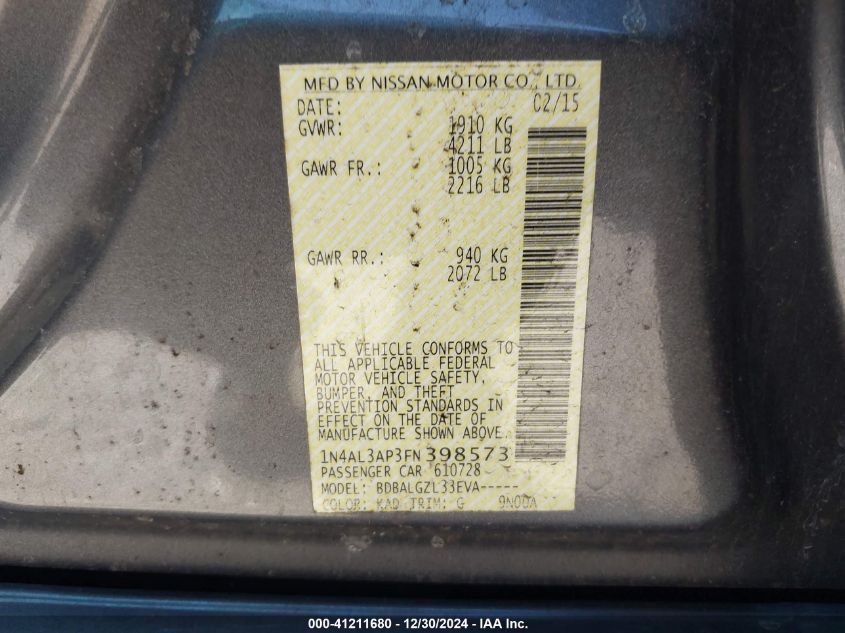 MFD BY NISSAN MOTOR CO., LTD.
DATE: 02/15
GVWR: 1910 KG
4211 LB
GAWR FR.: 1005 KG
2216 LB
GAWR RR.: 940 KG
2072 LB
THIS VEHICLE CONFORMS TO
ALL APPLICABLE FEDERAL
MOTOR VEHICLE SAFETY,
BUMPER, AND THEFT
PREVENTION STANDARDS IN
EFFECT ON THE DATE OF
MANUFACTURE SHOWN ABOVE.
1N4AL3AP3FN398573
PASSENGER CAR 610728
MODEL: BDBALGZL33EVA-----
COLOR: KAD TRIM: G 9N00A
000-41211680 - 12/30/2024 - IAA Inc.